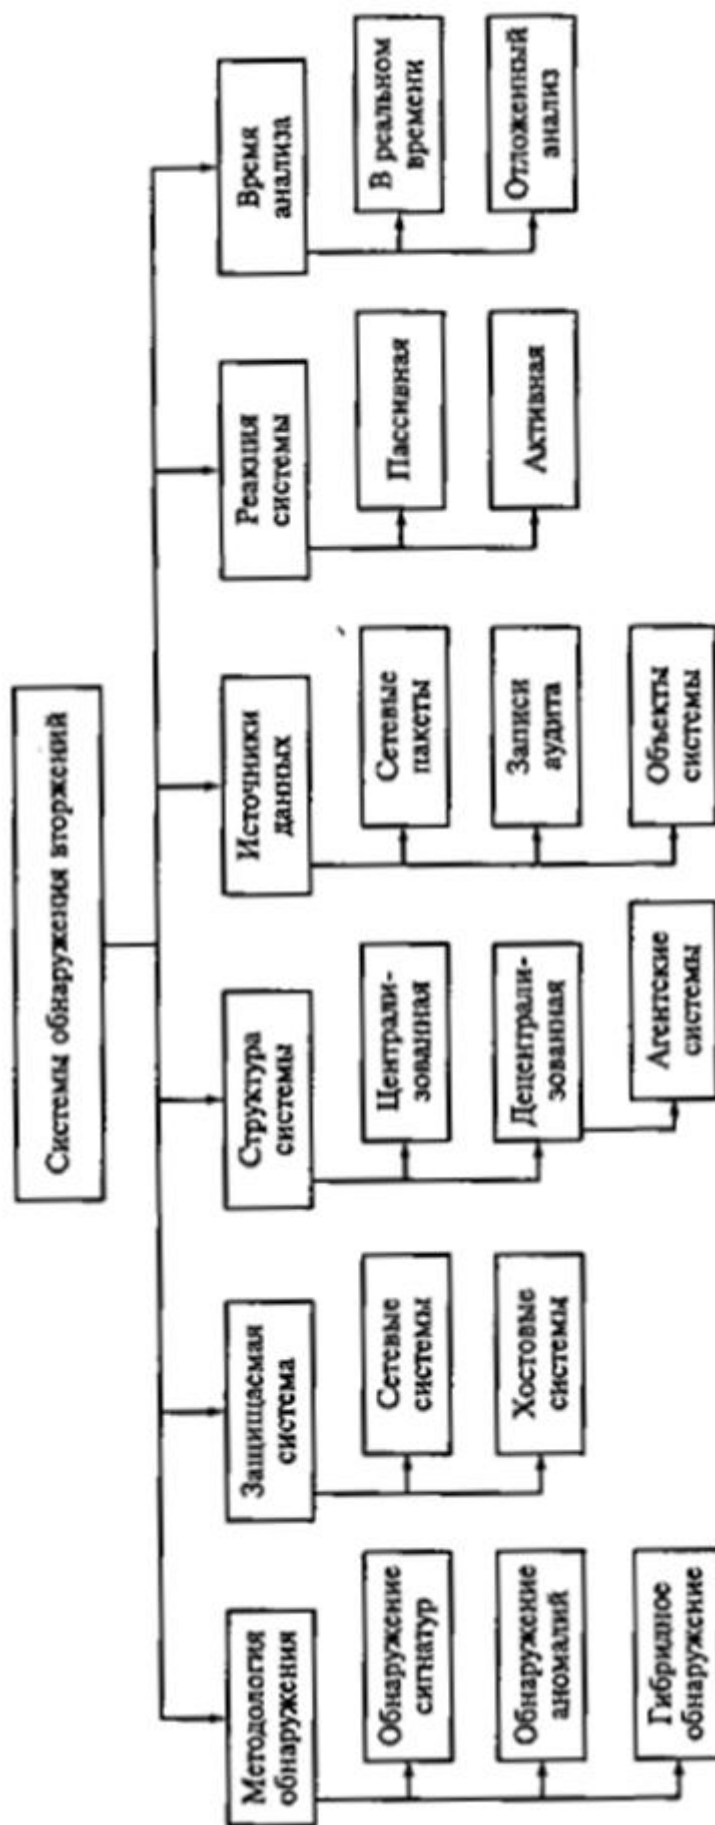 Системы обнаружения вторжений
Методология
обнаружения
Обнаружение
сигнатур
Обнаружение
аномалий
Гибридное
обнаружение
Защищаемая
система
Сетевые
системы
Хостовые
системы
Структура
системы
Централи-
зованная
Децентрали-
зованная
Агентские
системы
Источники
данных
Сетевые
пакеты
Записи
аудита
Объекты
системы
Реакция
системы
Пассивная
Активная
Время
анализа
В реальном
времени
Отложенный
анализ